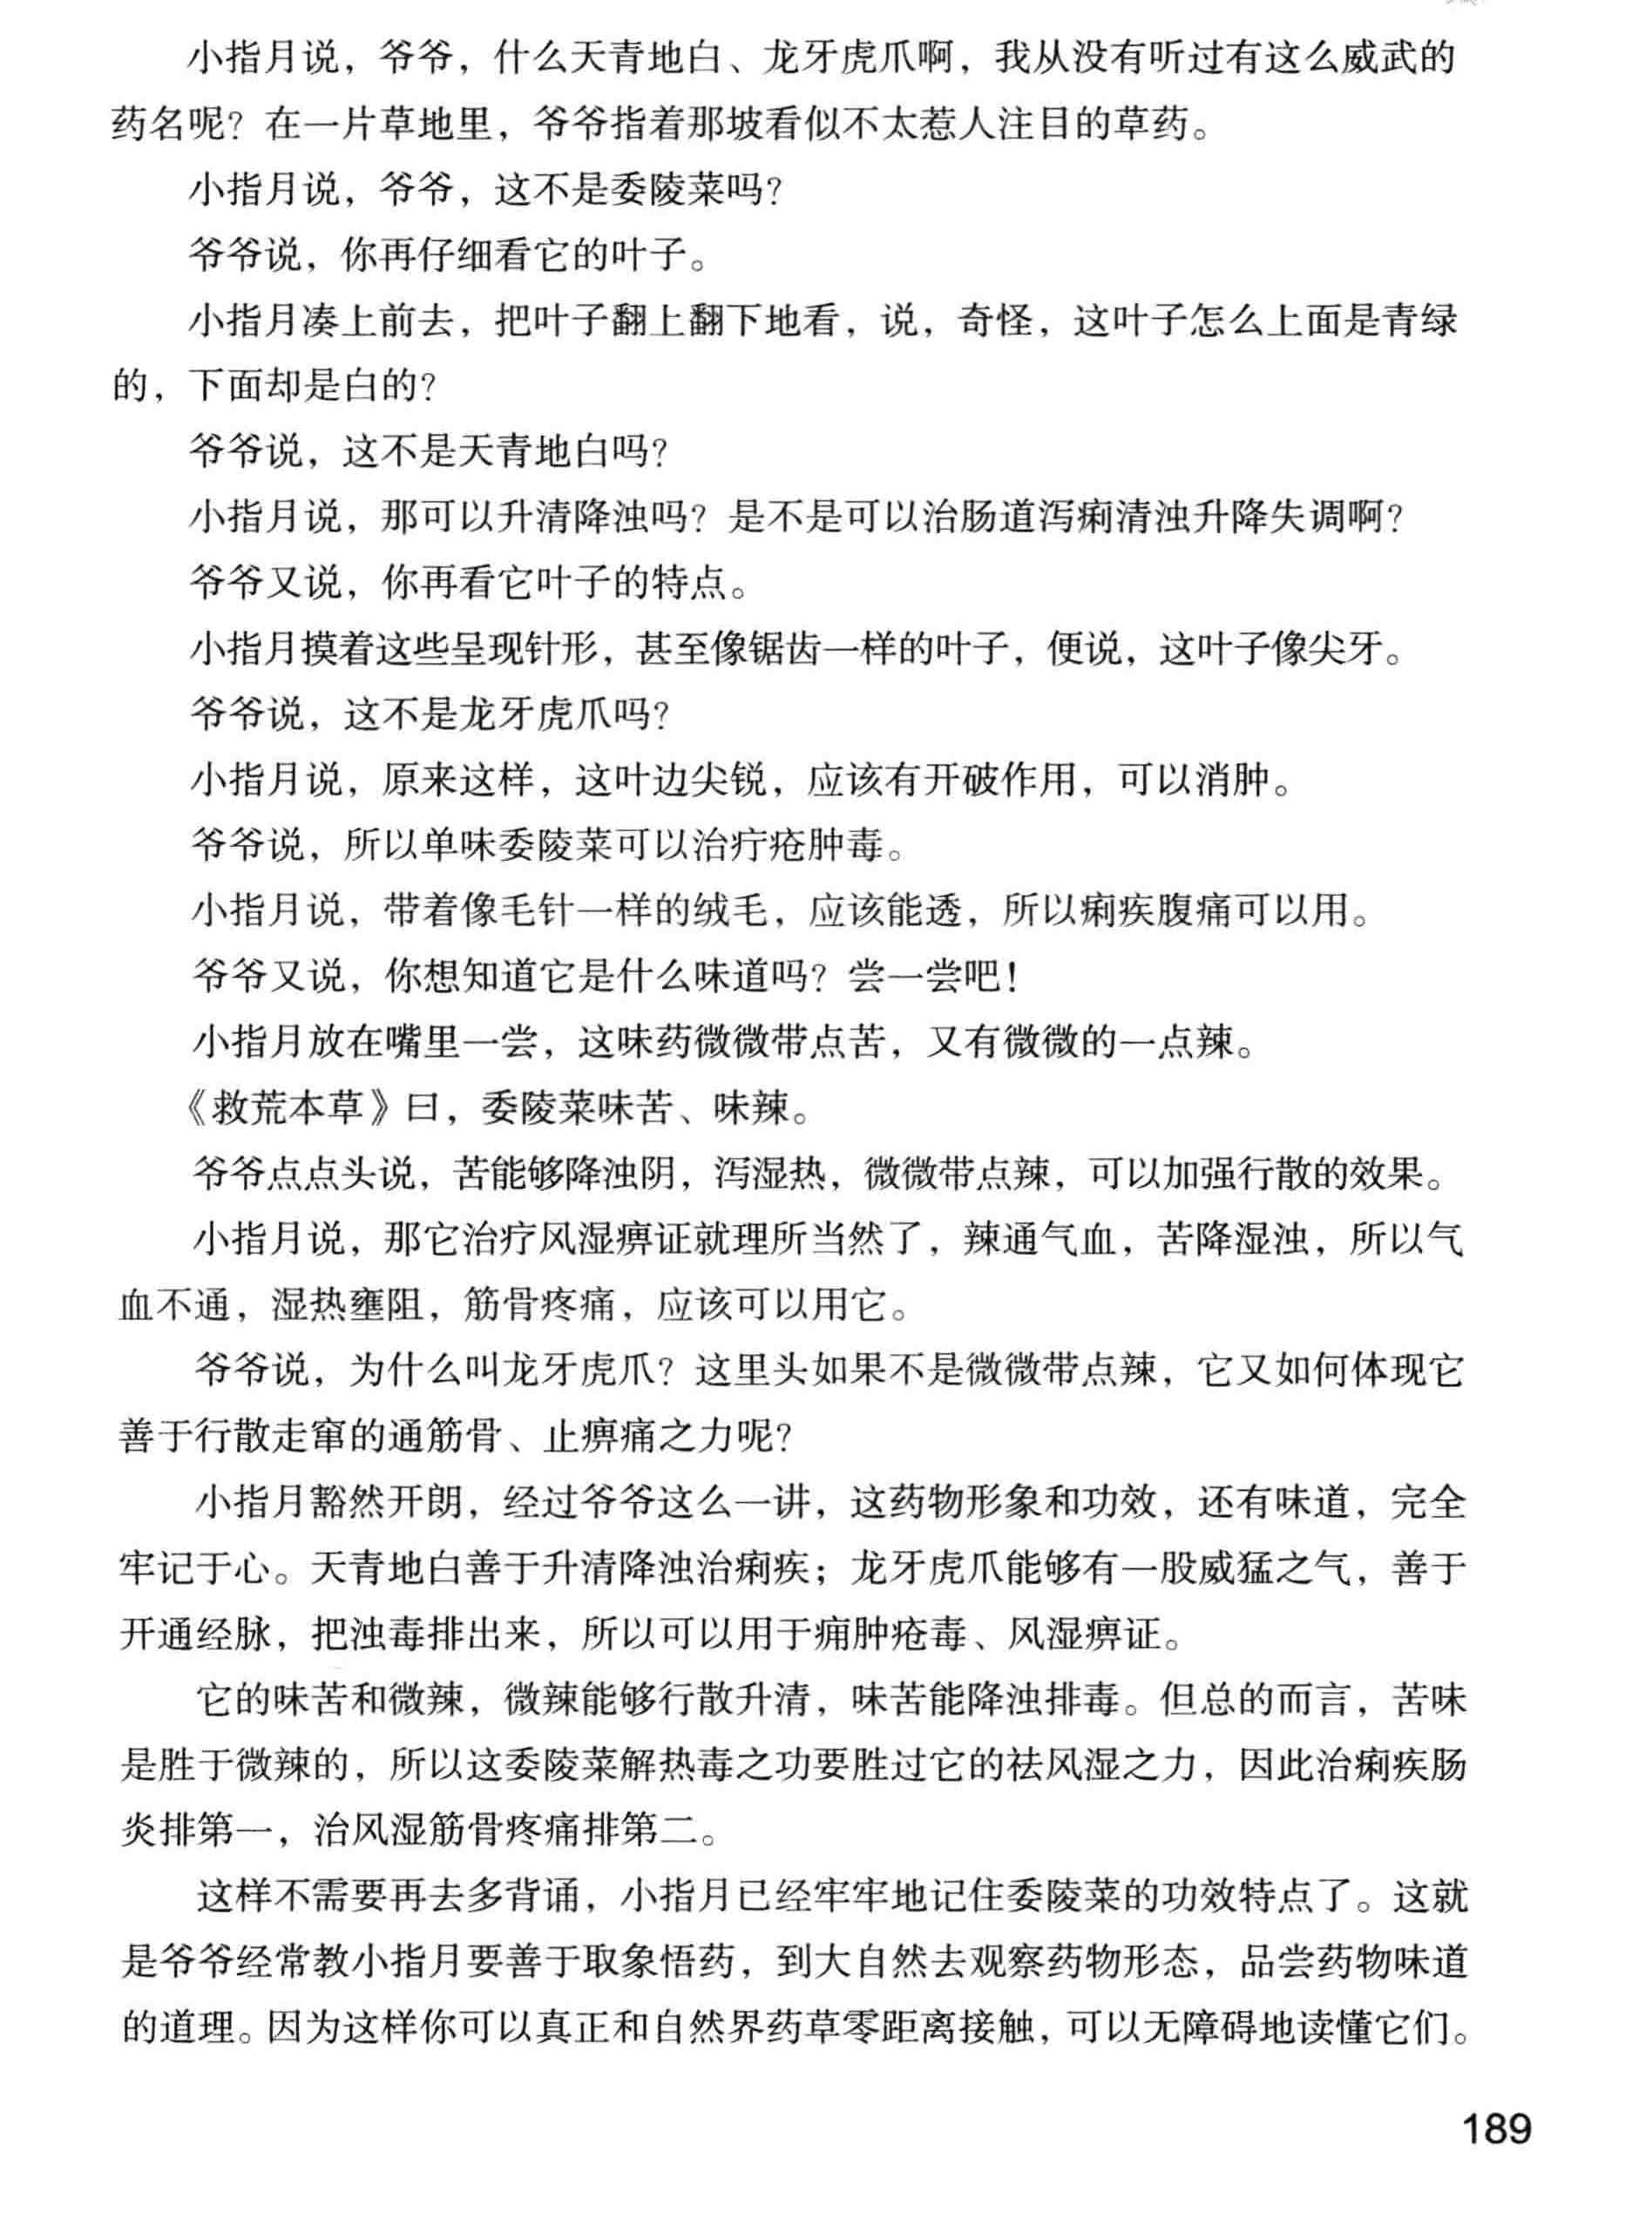 小指月说，爷爷，什么天青地白、龙牙虎爪啊，我从没有听过有这么威武的
药名呢？在一片草地里，爷爷指着那坡看似不太惹人注目的草药。
小指月说，爷爷，这不是委陵菜吗？
爷爷说，你再仔细看它的叶子。
小指月凑上前去，把叶子翻上翻下地看，说，奇怪，这叶子怎么上面是青绿
的，下面却是白的？
爷爷说，这不是天青地白吗？
小指月说，那可以升清降浊吗？是不是可以治肠道泻痢清浊升降失调啊？
爷爷又说，你再看它叶子的特点。
小指月摸着这些呈现针形，甚至像锯齿一样的叶子，便说，这叶子像尖牙。
爷爷说，这不是龙牙虎爪吗？
小指月说，原来这样，这叶边尖锐，应该有开破作用，可以消肿。
爷爷说，所以单味委陵菜可以治疗疮肿毒。
小指月说，带着像毛针一样的绒毛，应该能透，所以痢疾腹痛可以用。
爷爷又说，你想知道它是什么味道吗？尝一尝吧！
小指月放在嘴里一尝，这味药微微带点苦，又有微微的一点辣。
《救荒本草》曰，委陵菜味苦、味辣。
爷爷点点头说，苦能够降浊阴，泻湿热，微微带点辣，可以加强行散的效果。
小指月说，那它治疗风湿痹证就理所当然了，辣通气血，苦降湿浊，所以气
血不通，湿热壅阻，筋骨疼痛，应该可以用它。
爷爷说，为什么叫龙牙虎爪？这里头如果不是微微带点辣，它又如何体现它
善于行散走窜的通筋骨、止痹痛之力呢？
小指月豁然开朗，经过爷爷这么一讲，这药物形象和功效，还有味道，完全
牢记于心。天青地白善于升清降浊治痢疾；龙牙虎爪能够有一股威猛之气，善于
开通经脉，把浊毒排出来，所以可以用于痈肿疮毒、风湿痹证。
它的味苦和微辣，微辣能够行散升清，味苦能降浊排毒。但总的而言，苦味
是胜于微辣的，所以这委陵菜解热毒之功要胜过它的祛风湿之力，因此治痢疾肠
炎排第一，治风湿筋骨疼痛排第二。
这样不需要再去多背诵，小指月已经牢牢地记住委陵菜的功效特点了。这就
是爷爷经常教小指月要善于取象悟药，到大自然去观察药物形态，品尝药物味道
的道理。因为这样你可以真正和自然界药草零距离接触，可以无障碍地读懂它们。
189